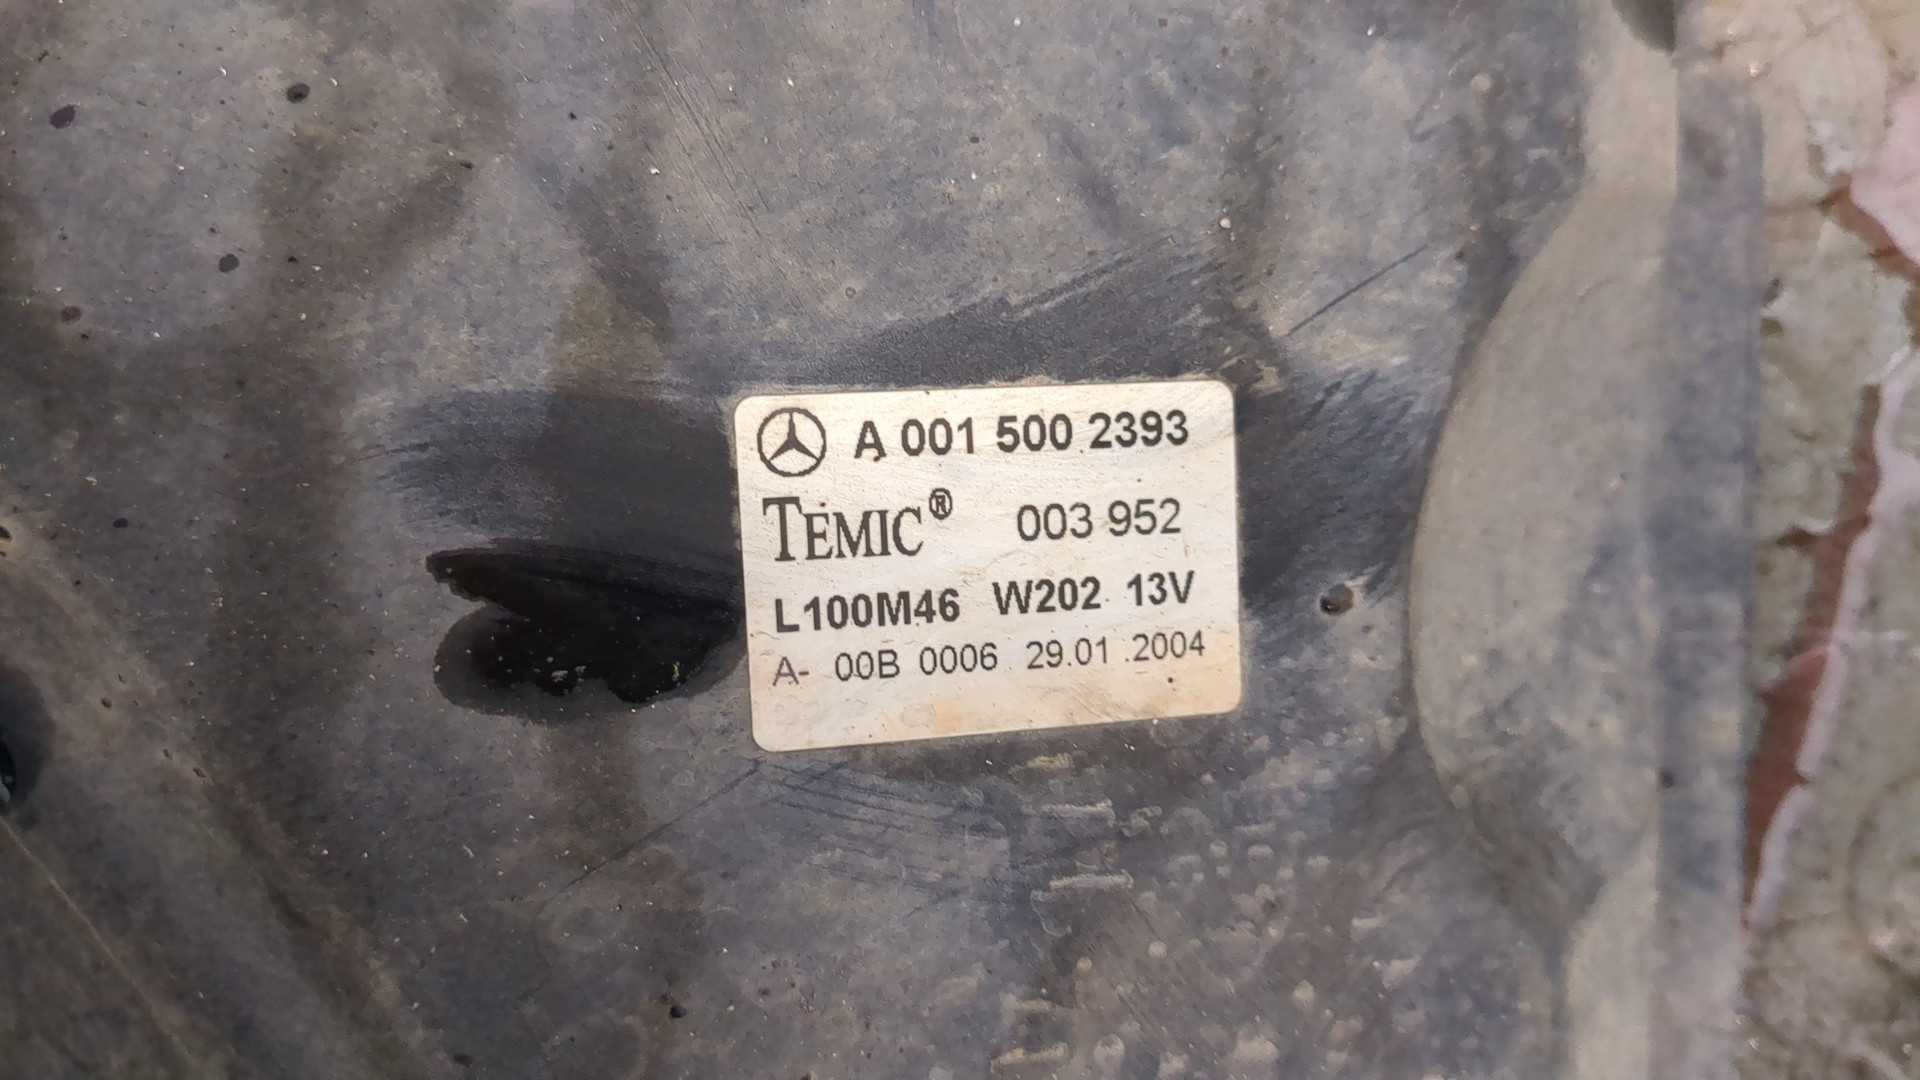 A 001 500 2393
TEMIC® 003 952
L100M46 W202 13V
A- 00B 0006 29.01.2004